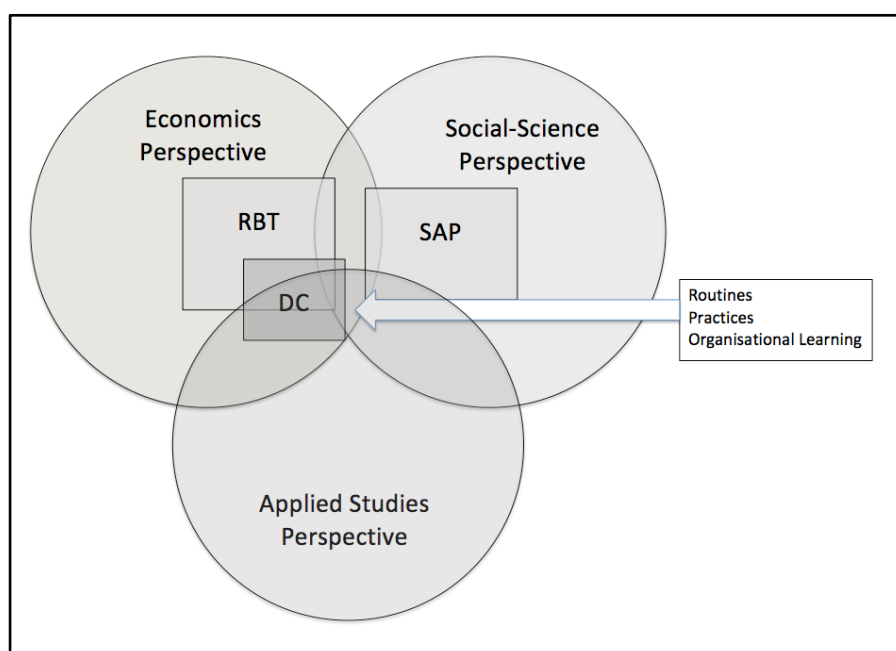 Economics
Perspective
Social-Science
Perspective
RBT
SAP
DC
Routines
Practices
Organisational Learning
Applied Studies
Perspective